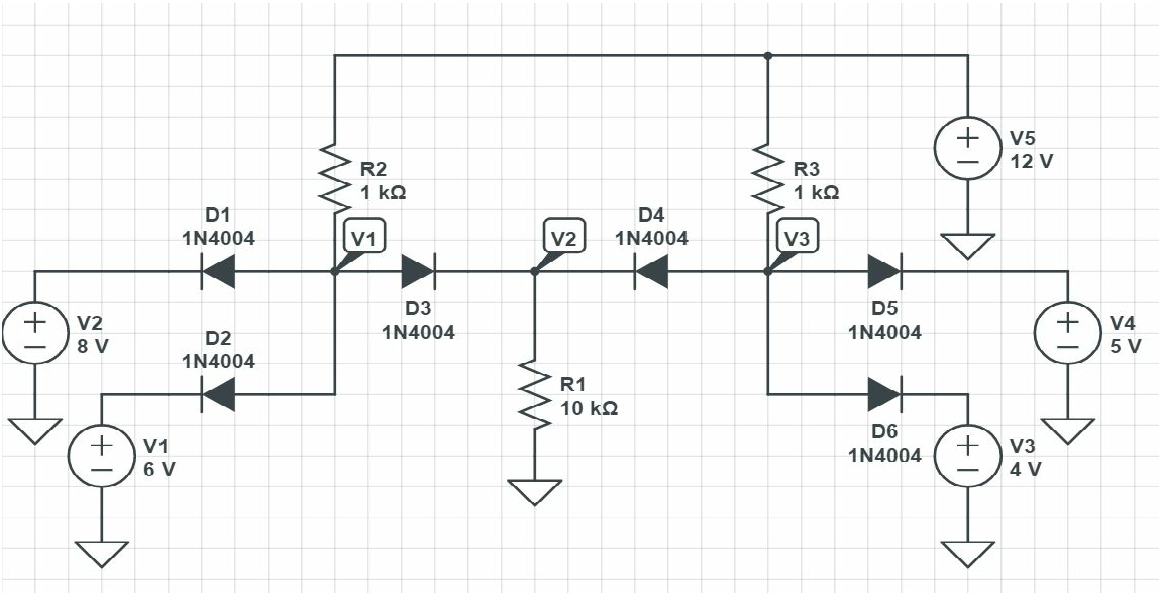 V5
12 V
R2
1 kΩ
R3
1 kΩ
D1
1N4004
V1
V2
D4
1N4004
V3
D3
1N4004
D5
1N4004
V2
8 V
V4
5 V
D2
1N4004
R1
10 kΩ
V1
6 V
D6
1N4004
V3
4 V